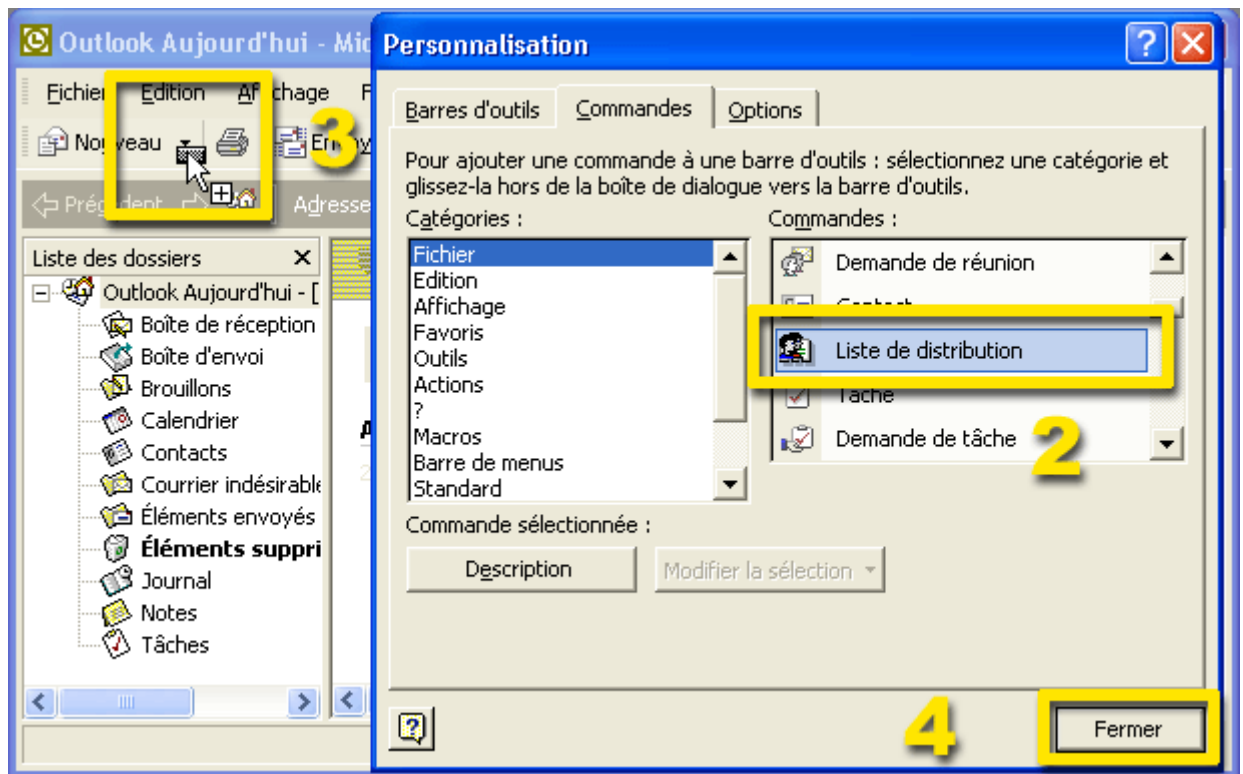 Outlook Aujourd'hui - Mic
Fichier Edition Affichage F
Nouveau
Précédent
Adresse
Liste des dossiers
Outlook Aujourd'hui - [
Boîte de réception
Boîte d'envoi
Brouillons
Calendrier
Contacts
Courrier indésirable
Éléments envoyés
Éléments suppri
Journal
Notes
Tâches
3
Personnalisation
Barres d'outils
Commandes
Options
Pour ajouter une commande à une barre d'outils : sélectionnez une catégorie et
glissez-la hors de la boîte de dialogue vers la barre d'outils.
Catégories :
Fichier
Edition
Affichage
Favoris
Outils
Actions
?
Macros
Barre de menus
Standard
Commandes :
Demande de réunion
Contact
Liste de distribution
Tâche
Demande de tâche
2
Commande sélectionnée :
Description
Modifier la sélection
4
Fermer